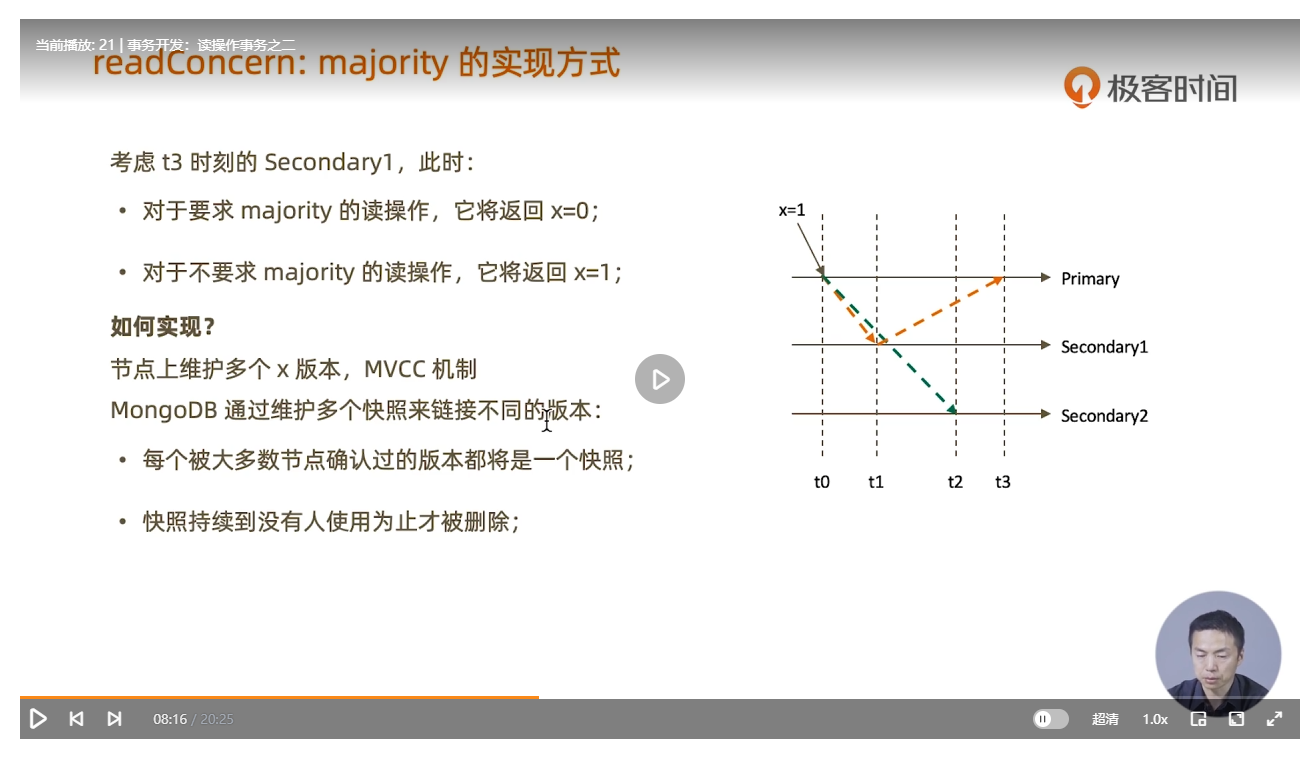 当前播放: 21 | 事务开发：读操作事务之二
readConcern: majority 的实现方式
极客时间
考虑 t3 时刻的 Secondary1，此时：
• 对于要求 majority 的读操作，它将返回 x=0；
• 对于不要求 majority 的读操作，它将返回 x=1；
如何实现？
节点上维护多个 x 版本，MVCC 机制
MongoDB 通过维护多个快照来链接不同的版本：
• 每个被大多数节点确认过的版本都将是一个快照；
• 快照持续到没有人使用为止才被删除；
x=1
Primary
Secondary1
Secondary2
t0 t1 t2 t3
08:16 / 20:25 超清 1.0x